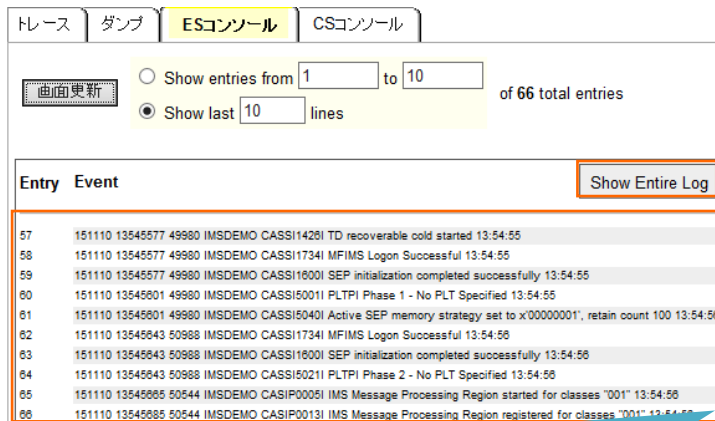 トレース ダンプ ESコンソール CSコンソール
画面更新
Show entries from 1 to 10
Show last 10 lines
of 66 total entries
Entry Event Show Entire Log
57 151110 13545577 49980 IMSDEMO CASSI1426I TD recoverable cold started 13:54:55
58 151110 13545577 49980 IMSDEMO CASSI1734I MFIMS Logon Successful 13:54:55
59 151110 13545577 49980 IMSDEMO CASSI1600I SEP initialization completed successfully 13:54:55
60 151110 13545601 49980 IMSDEMO CASSI5001I PLTPI Phase 1 - No PLT Specified 13:54:55
61 151110 13545601 49980 IMSDEMO CASSI5040I Active SEP memory strategy set to x'00000001', retain count 100 13:54:56
62 151110 13545643 50988 IMSDEMO CASSI1734I MFIMS Logon Successful 13:54:56
63 151110 13545643 50988 IMSDEMO CASSI1600I SEP initialization completed successfully 13:54:56
64 151110 13545643 50988 IMSDEMO CASSI5021I PLTPI Phase 2 - No PLT Specified 13:54:56
65 151110 13545665 50544 IMSDEMO CASIP0005I IMS Message Processing Region started for classes "001" 13:54:56
66 151110 13545685 50544 IMSDEMO CASIP0013I IMS Message Processing Region registered for classes "001" 13:54:56